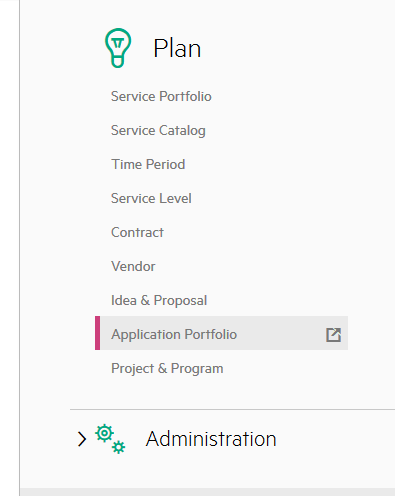 Plan
Service Portfolio
Service Catalog
Time Period
Service Level
Contract
Vendor
Idea & Proposal
Application Portfolio
Project & Program
Administration